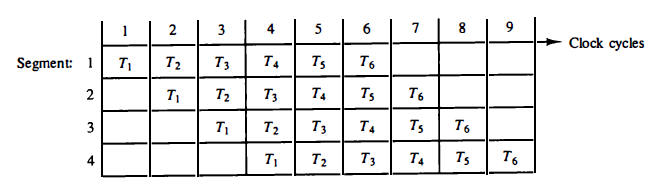 1 2 3 4 5 6 7 8 9
Clock cycles
Segment: 1 T₁ T₂ T₃ T₄ T₅ T₆
2 T₁ T₂ T₃ T₄ T₅ T₆
3 T₁ T₂ T₃ T₄ T₅ T₆
4 T₁ T₂ T₃ T₄ T₅ T₆